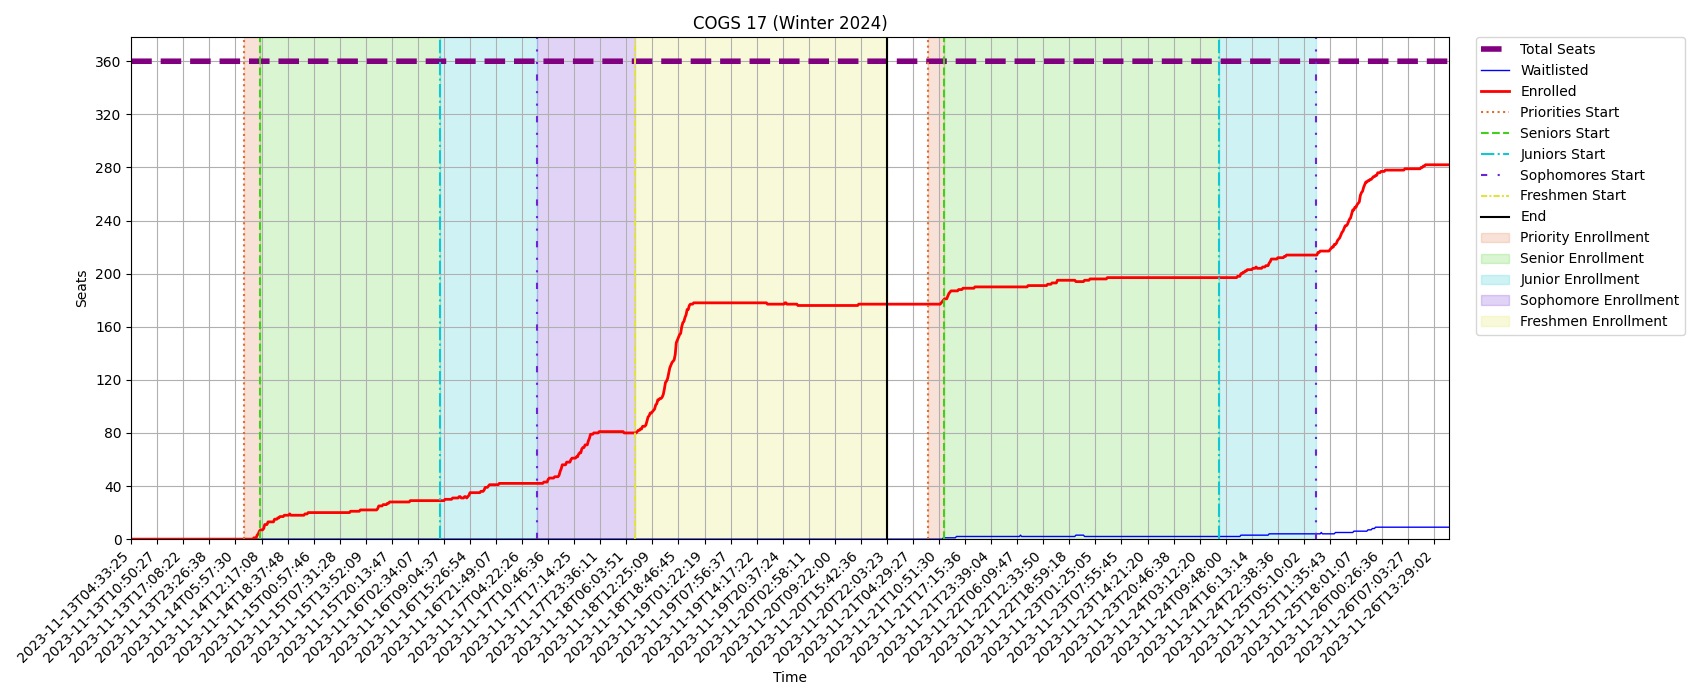 COGS 17 (Winter 2024)
Seats
360
320
280
240
200
160
120
80
40
0
2023-11-13T04:33:25
2023-11-13T10:50:27
2023-11-13T17:08:22
2023-11-13T23:26:38
2023-11-14T05:57:30
2023-11-14T12:17:09
2023-11-14T18:37:48
2023-11-15T00:57:46
2023-11-15T07:31:28
2023-11-15T13:52:09
2023-11-15T20:13:47
2023-11-16T02:34:07
2023-11-16T09:04:37
2023-11-16T15:26:54
2023-11-16T21:49:07
2023-11-17T04:22:26
2023-11-17T10:46:36
2023-11-17T17:14:25
2023-11-17T23:36:11
2023-11-18T06:03:51
2023-11-18T12:25:09
2023-11-18T18:46:45
2023-11-19T01:22:19
2023-11-19T07:56:37
2023-11-19T14:17:22
2023-11-19T20:37:24
2023-11-20T02:58:11
2023-11-20T09:22:00
2023-11-20T15:42:36
2023-11-20T22:03:23
2023-11-21T04:29:27
2023-11-21T10:51:30
2023-11-21T17:15:36
2023-11-21T23:39:04
2023-11-22T06:09:47
2023-11-22T12:33:50
2023-11-22T18:59:18
2023-11-23T01:25:05
2023-11-23T07:55:45
2023-11-23T14:21:20
2023-11-23T20:46:38
2023-11-24T03:12:20
2023-11-24T09:48:00
2023-11-24T16:13:14
2023-11-24T22:38:36
2023-11-25T05:10:02
2023-11-25T11:35:43
2023-11-25T18:01:07
2023-11-26T00:26:36
2023-11-26T07:03:27
2023-11-26T13:29:02
Time
Total Seats
Waitlisted
Enrolled
Priorities Start
Seniors Start
Juniors Start
Sophomores Start
Freshmen Start
End
Priority Enrollment
Senior Enrollment
Junior Enrollment
Sophomore Enrollment
Freshmen Enrollment